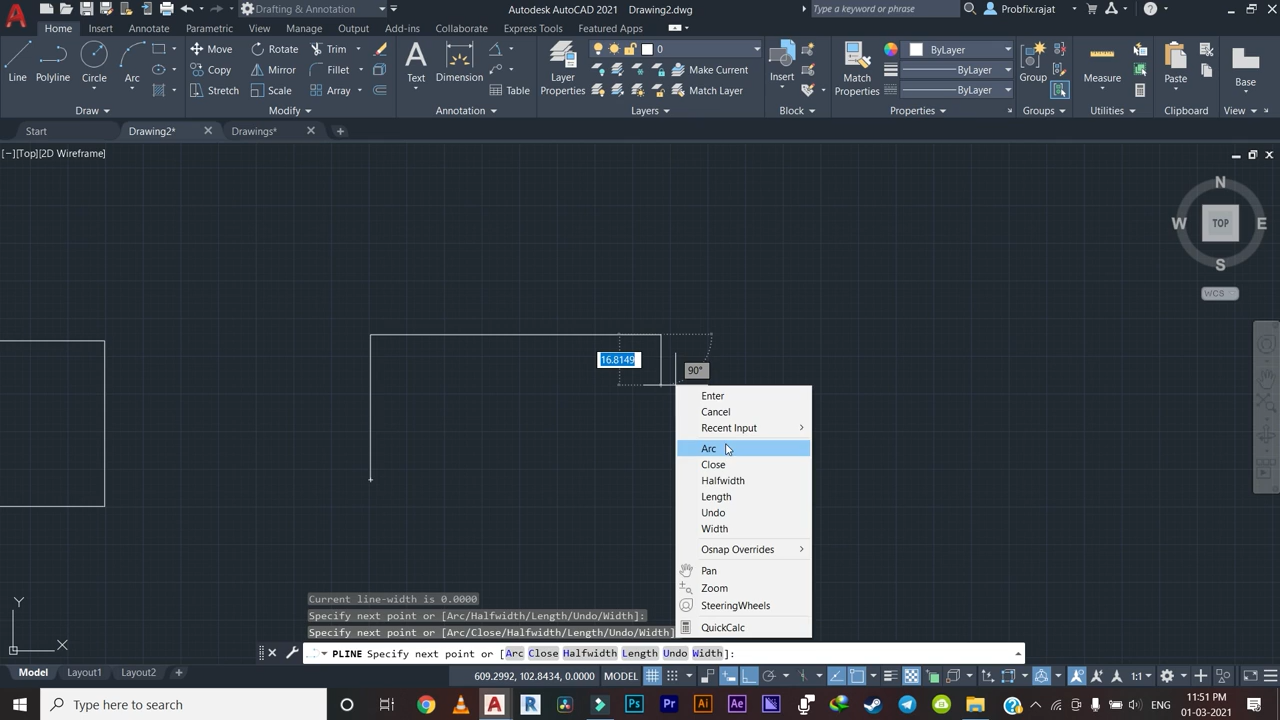 Drafting & Annotation
Autodesk AutoCAD 2021 Drawing2.dwg
Type a keyword or phrase
Probfix.rajat
Home Insert Annotate Parametric View Manage Output Add-ins Collaborate Express Tools Featured Apps
Line Polyline Circle Arc
Move Rotate Trim
Copy Mirror Fillet
Stretch Scale Array
Text Dimension Table
Layer Properties
0
Make Current
Match Layer
Insert
Match Properties
ByLayer
ByLayer
ByLayer
Group
Measure
Paste
Base
Draw Modify Annotation Layers Block Properties Groups Utilities Clipboard View
Start Drawing2* Drawings*
[−][Top][2D Wireframe]
N
W TOP E
S
WCS
16.8149
90°
Enter
Cancel
Recent Input
Arc
Close
Halfwidth
Length
Undo
Width
Osnap Overrides
Pan
Zoom
SteeringWheels
QuickCalc
Y
X
Current line-width is 0.0000
Specify next point or [Arc/Halfwidth/Length/Undo/Width]:
Specify next point or [Arc/Close/Halfwidth/Length/Undo/Width]
PLINE Specify next point or [Arc Close Halfwidth Length Undo Width]:
Model Layout1 Layout2
609.2992, 102.8434, 0.0000 MODEL
1:1
Type here to search
A R Ps Pr Ai Ae
ENG
11:51 PM
01-03-2021